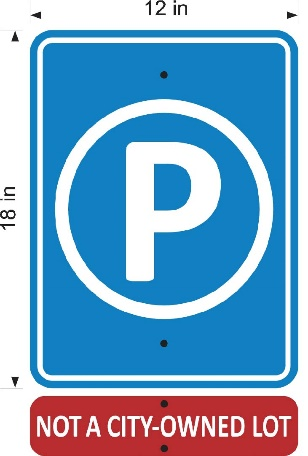 12 in
18 in
P
NOT A CITY-OWNED LOT